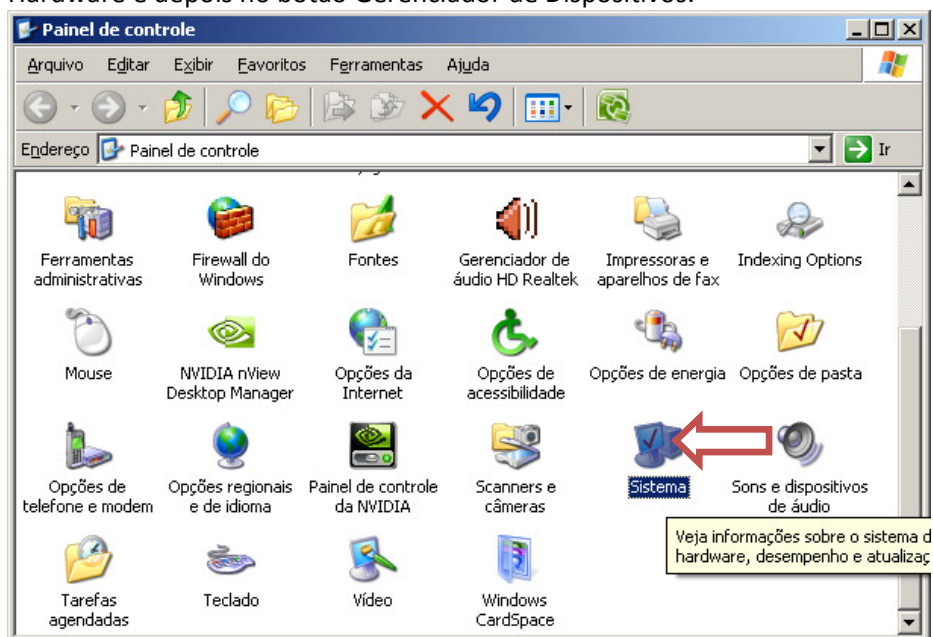 Hardware e depois no botão Gerenciador de Dispositivos.
Painel de controle
Arquivo Editar Exibir Favoritos Ferramentas Ajuda
Endereço Painel de controle Ir
Ferramentas
administrativas
Firewall do
Windows
Fontes
Gerenciador de
áudio HD Realtek
Impressoras e
aparelhos de fax
Indexing Options
Mouse
NVIDIA nView
Desktop Manager
Opções da
Internet
Opções de
acessibilidade
Opções de energia
Opções de pasta
Opções de
telefone e modem
Opções regionais
e de idioma
Painel de controle
da NVIDIA
Scanners e
câmeras
Sistema
Sons e dispositivos
de áudio
Veja informações sobre o sistema d
hardware, desempenho e atualizaç
Tarefas
agendadas
Teclado
Vídeo
Windows
CardSpace